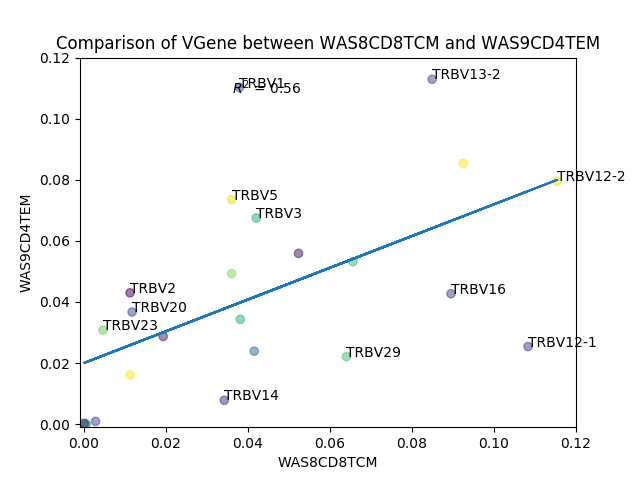 Comparison of VGene between WAS8CD8TCM and WAS9CD4TEM
0.12
0.10
0.08
0.06
0.04
0.02
0.00
WAS9CD4TEM
TRBV1
R² = 0.56
TRBV13-2
TRBV12-2
TRBV5
TRBV3
TRBV2
TRBV20
TRBV23
TRBV16
TRBV12-1
TRBV29
TRBV14
0.00 0.02 0.04 0.06 0.08 0.10 0.12
WAS8CD8TCM